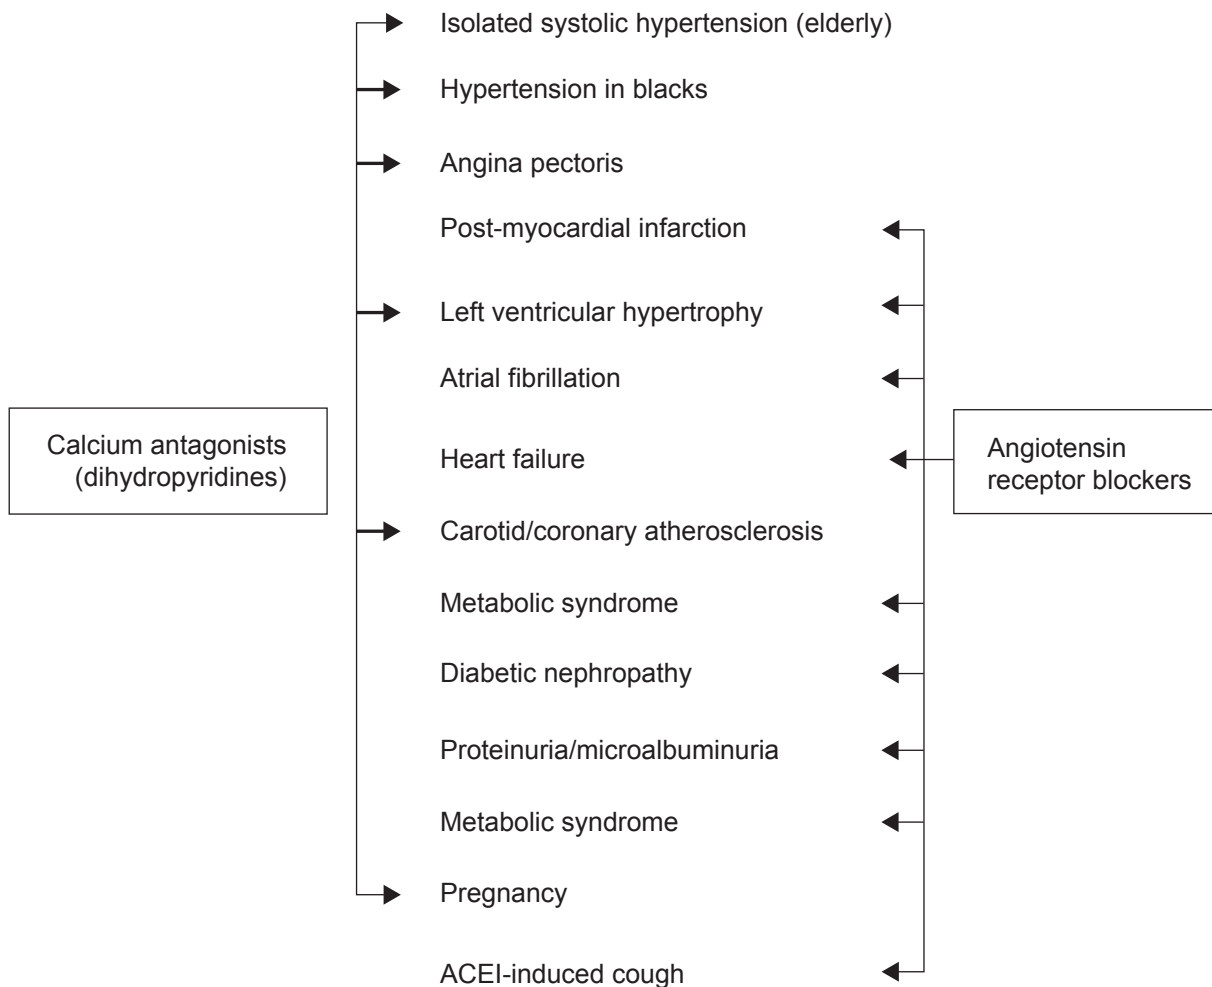 Isolated systolic hypertension (elderly)
Hypertension in blacks
Angina pectoris
Post-myocardial infarction
Left ventricular hypertrophy
Atrial fibrillation
Calcium antagonists
(dihydropyridines)
Heart failure
Angiotensin
receptor blockers
Carotid/coronary atherosclerosis
Metabolic syndrome
Diabetic nephropathy
Proteinuria/microalbuminuria
Metabolic syndrome
Pregnancy
ACEI-induced cough